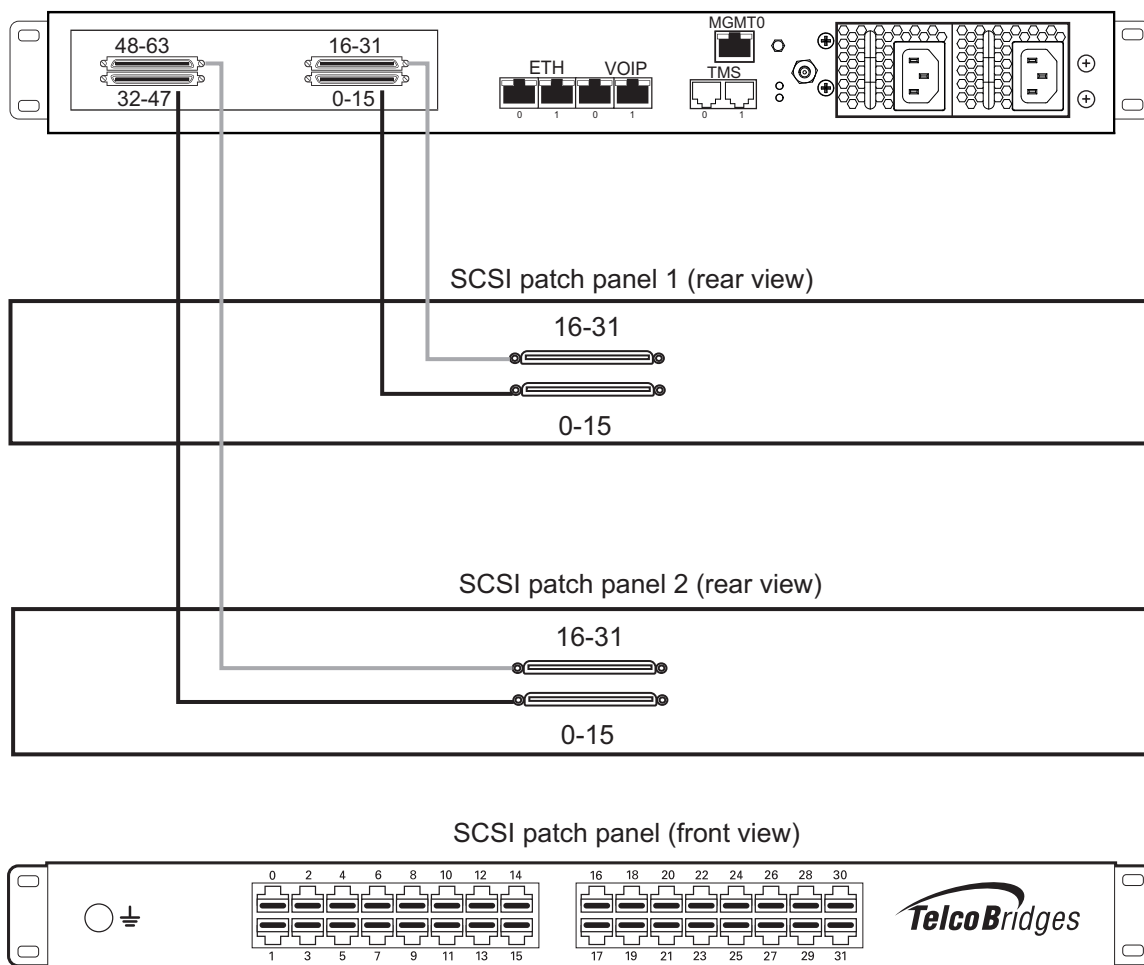 MGMT0
48-63 16-31
ETH VOIP TMS
32-47 0-15
0 1 0 1 0 1
SCSI patch panel 1 (rear view)
16-31
0-15
SCSI patch panel 2 (rear view)
16-31
0-15
SCSI patch panel (front view)
0 2 4 6 8 10 12 14 16 18 20 22 24 26 28 30
TelcoBridges
1 3 5 7 9 11 13 15 17 19 21 23 25 27 29 31